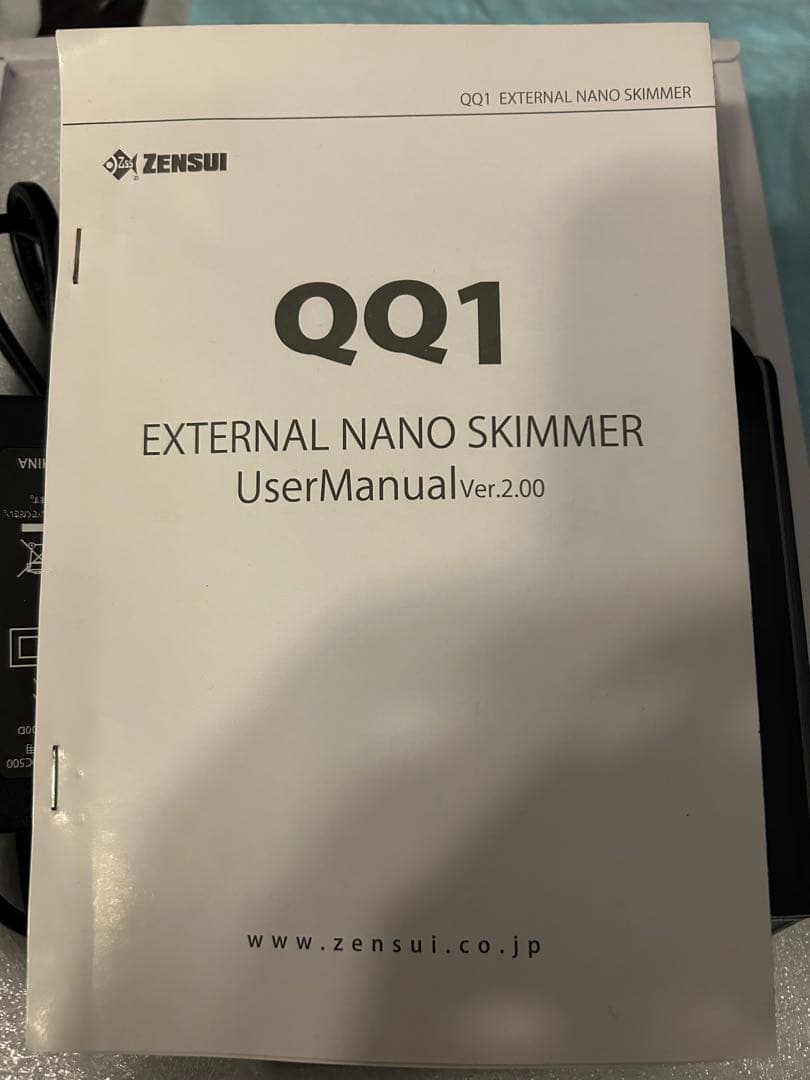 QQ1 EXTERNAL NANO SKIMMER
ZENSUI
QQ1
EXTERNAL NANO SKIMMER
UserManual Ver.2.00
www.zensui.co.jp